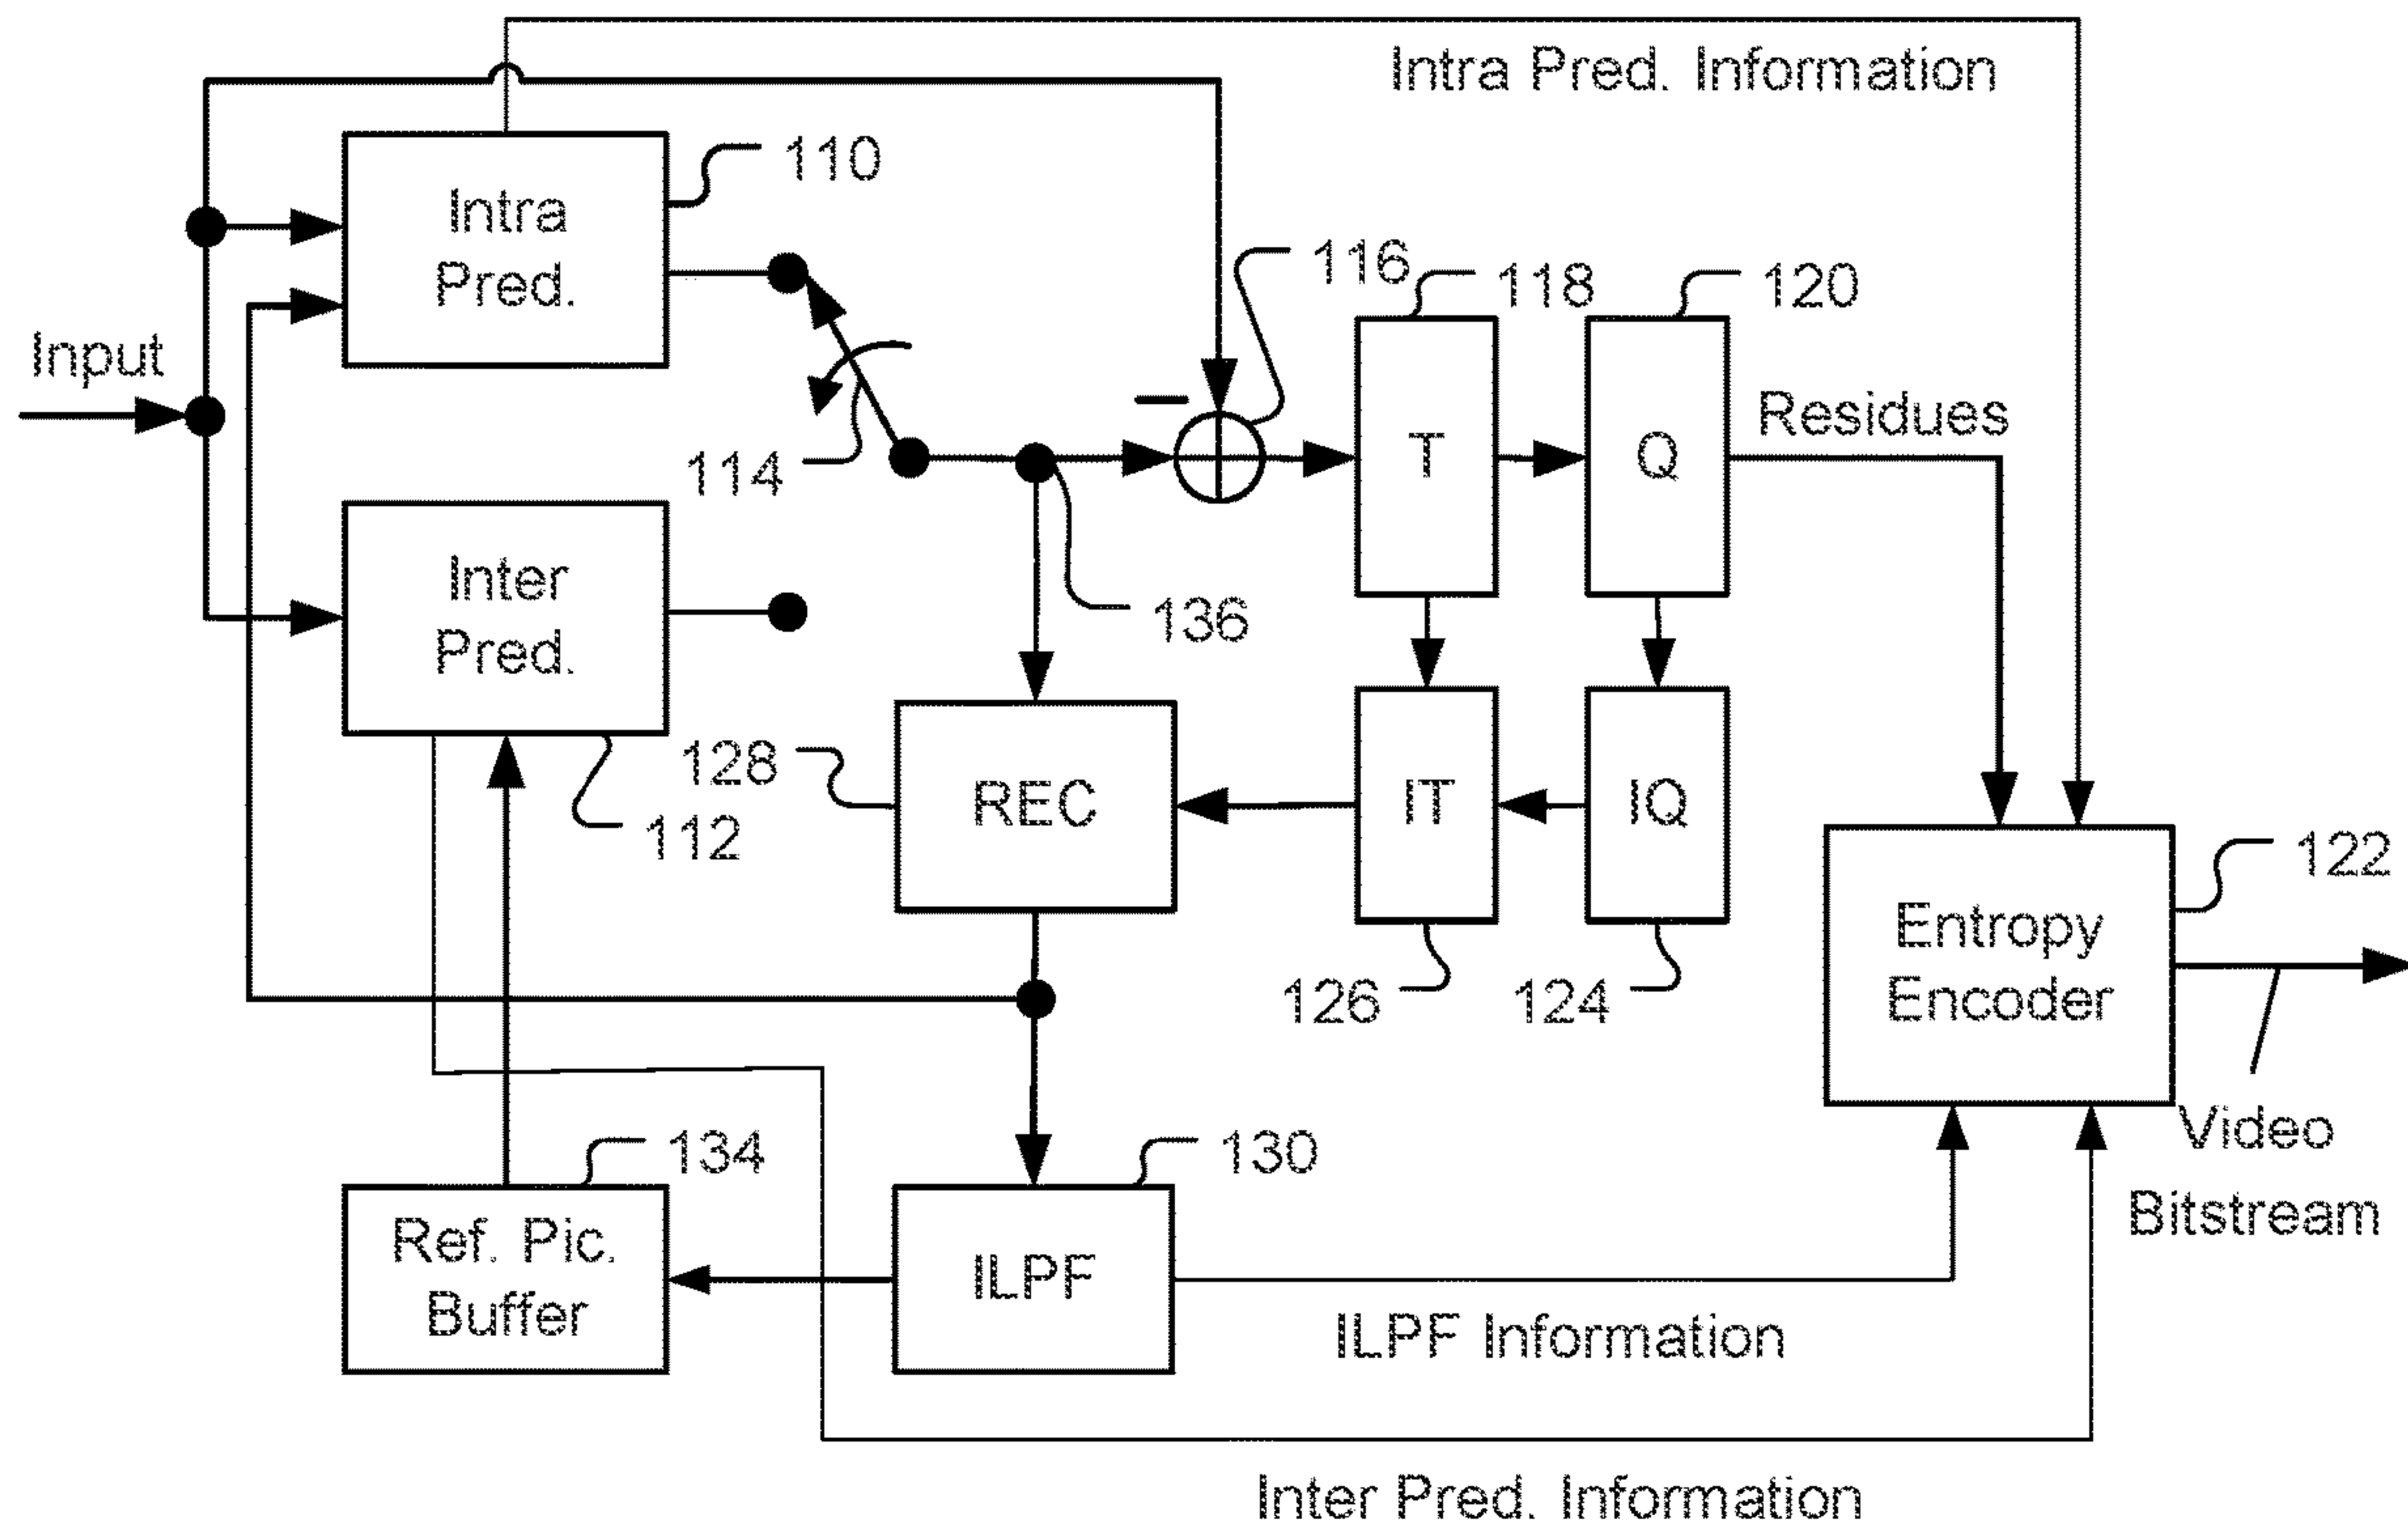 Intra Pred. Information
110
Intra
Pred.
116
118
120
Input
Residues
T
Q
114
Inter
Pred.
136
128
REC
IT
IQ
112
122
Entropy
Encoder
126
124
134
130
Video
Bitstream
Ref. Pic.
Buffer
ILPF
ILPF Information
Inter Pred. Information